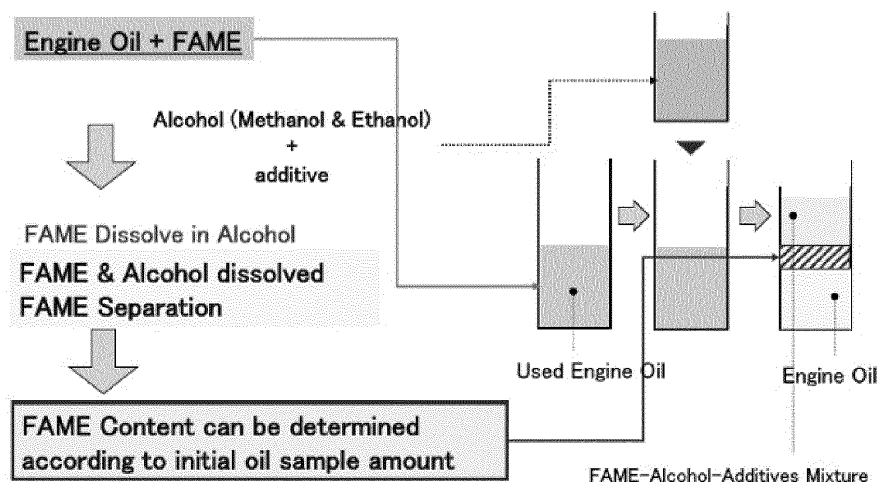 Engine Oil + FAME
Alcohol (Methanol & Ethanol)
+
additive
FAME Dissolve in Alcohol
FAME & Alcohol dissolved
FAME Separation
Used Engine Oil
Engine Oil
FAME Content can be determined
according to initial oil sample amount
FAME-Alcohol-Additives Mixture